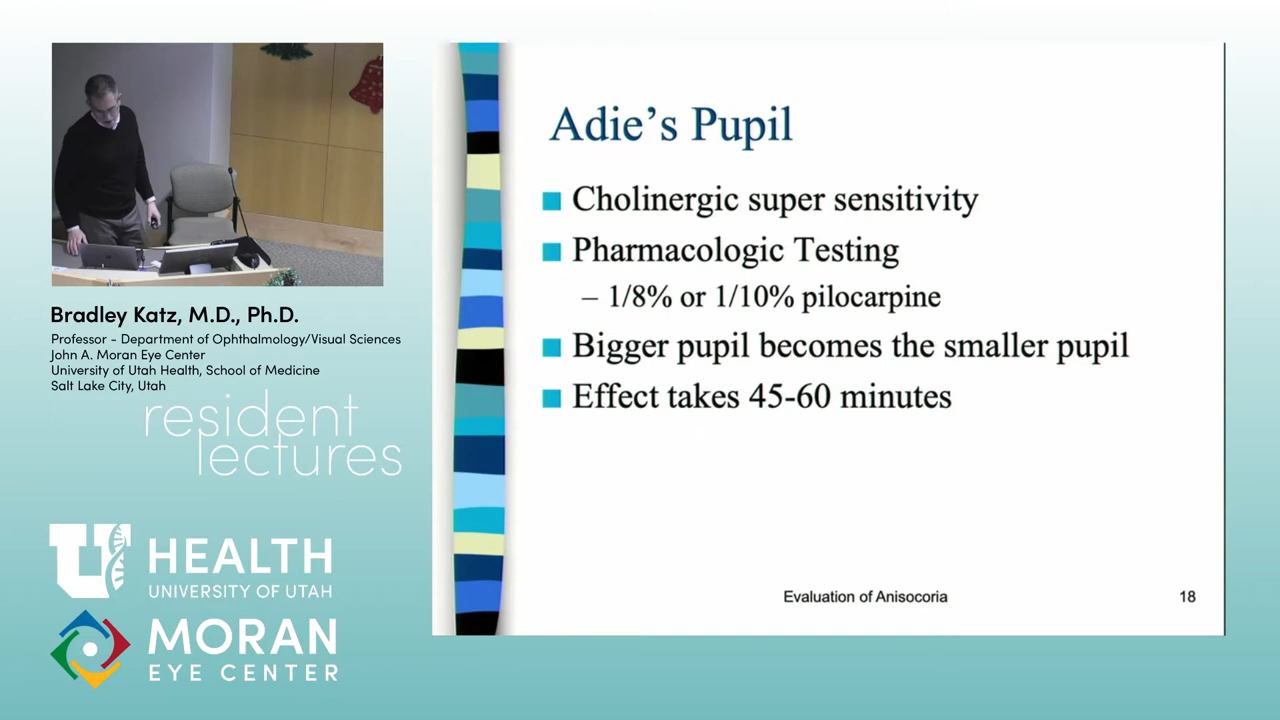 Bradley Katz, M.D., Ph.D.
Professor - Department of Ophthalmology/Visual Sciences
John A. Moran Eye Center
University of Utah Health, School of Medicine
Salt Lake City, Utah
resident
lectures
U HEALTH
UNIVERSITY OF UTAH
MORAN
EYE CENTER
Adie's Pupil
Cholinergic super sensitivity
Pharmacologic Testing
– 1/8% or 1/10% pilocarpine
Bigger pupil becomes the smaller pupil
Effect takes 45-60 minutes
Evaluation of Anisocoria
18